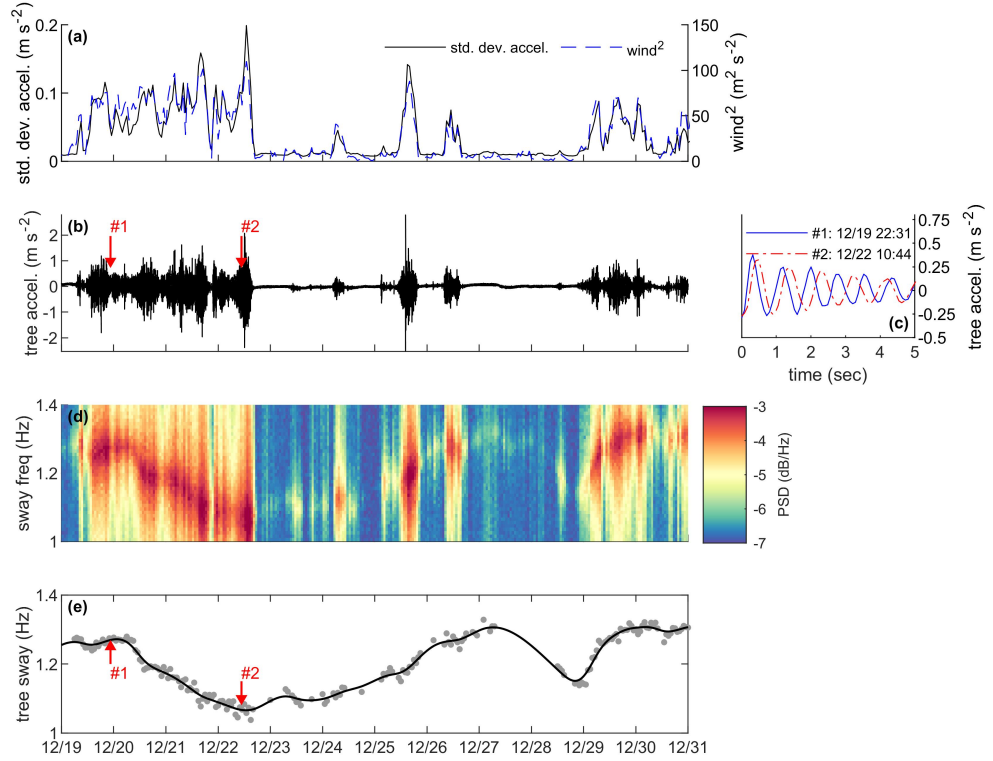 (a)
std. dev. accel. wind²
std. dev. accel. (m s⁻²)
0.2
0.1
0
150
100
50
0
wind² (m² s⁻²)
(b)
#1
#2
tree accel. (m s⁻²)
2
1
0
-1
-2
#1: 12/19 22:31
#2: 12/22 10:44
(c)
0.75
0.5
0.25
0
-0.25
-0.5
tree accel. (m s⁻²)
0 1 2 3 4 5
time (sec)
(d)
sway freq (Hz)
1.4
1.2
1
-3
-4
-5
-6
-7
PSD (dB/Hz)
(e)
#1
#2
tree sway (Hz)
1.4
1.2
1
12/19 12/20 12/21 12/22 12/23 12/24 12/25 12/26 12/27 12/28 12/29 12/30 12/31